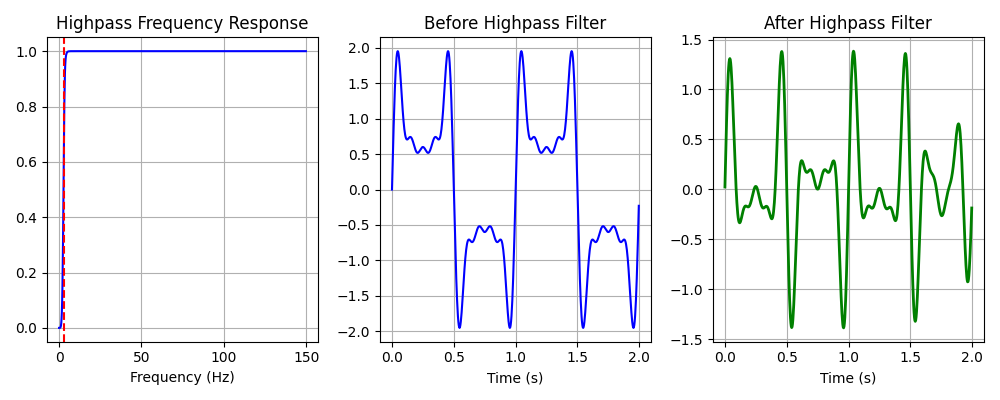 Highpass Frequency Response
1.0
0.8
0.6
0.4
0.2
0.0
0 50 100 150
Frequency (Hz)
Before Highpass Filter
2.0
1.5
1.0
0.5
0.0
−0.5
−1.0
−1.5
−2.0
0.0 0.5 1.0 1.5 2.0
Time (s)
After Highpass Filter
1.5
1.0
0.5
0.0
−0.5
−1.0
−1.5
0.0 0.5 1.0 1.5 2.0
Time (s)